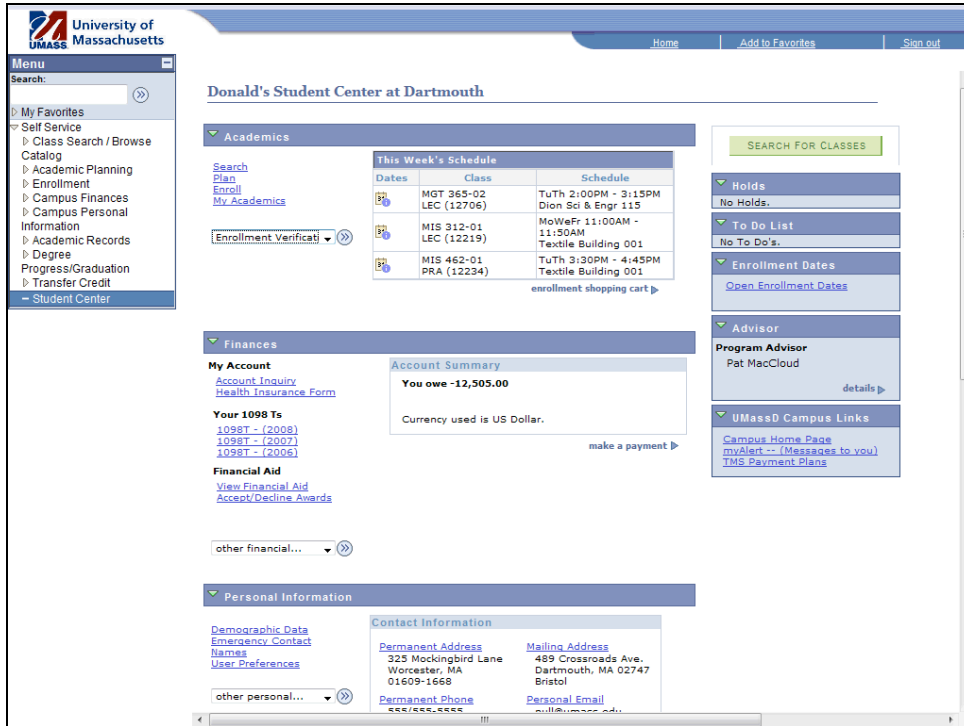 University of
Massachusetts
UMASS
Home
Add to Favorites
Sign out
Menu
Search:
My Favorites
Self Service
Class Search / Browse
Catalog
Academic Planning
Enrollment
Campus Finances
Campus Personal
Information
Academic Records
Degree
Progress/Graduation
Transfer Credit
Student Center
Donald's Student Center at Dartmouth
Academics
Search
Plan
Enroll
My Academics
Enrollment Verificati
This Week's Schedule
Dates Class Schedule
31 MGT 365-02 TuTh 2:00PM - 3:15PM
LEC (12706) Dion Sci & Engr 115
31 MIS 312-01 MoWeFr 11:00AM -
LEC (12219) 11:50AM
Textile Building 001
31 MIS 462-01 TuTh 3:30PM - 4:45PM
PRA (12234) Textile Building 001
enrollment shopping cart
Finances
My Account
Account Inquiry
Health Insurance Form
Your 1098 Ts
1098T - (2008)
1098T - (2007)
1098T - (2006)
Financial Aid
View Financial Aid
Accept/Decline Awards
other financial...
Account Summary
You owe -12,505.00
Currency used is US Dollar.
make a payment
Personal Information
Demographic Data
Emergency Contact
Names
User Preferences
other personal...
Contact Information
Permanent Address
325 Mockingbird Lane
Worcester, MA
01609-1668
Mailing Address
489 Crossroads Ave.
Dartmouth, MA 02747
Bristol
Permanent Phone
555/555-5555
Personal Email
null@umass.edu
SEARCH FOR CLASSES
Holds
No Holds.
To Do List
No To Do's.
Enrollment Dates
Open Enrollment Dates
Advisor
Program Advisor
Pat MacCloud
details
UMassD Campus Links
Campus Home Page
myAlert -- (Messages to you)
TMS Payment Plans